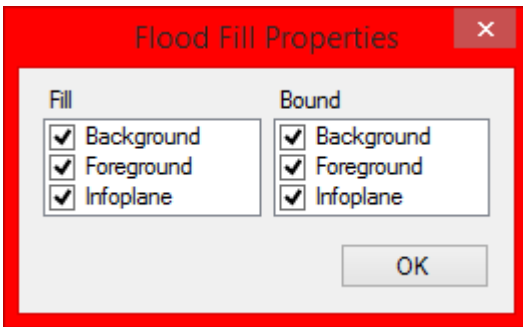 Flood Fill Properties
Fill
Background
Foreground
Infoplane
Bound
Background
Foreground
Infoplane
OK